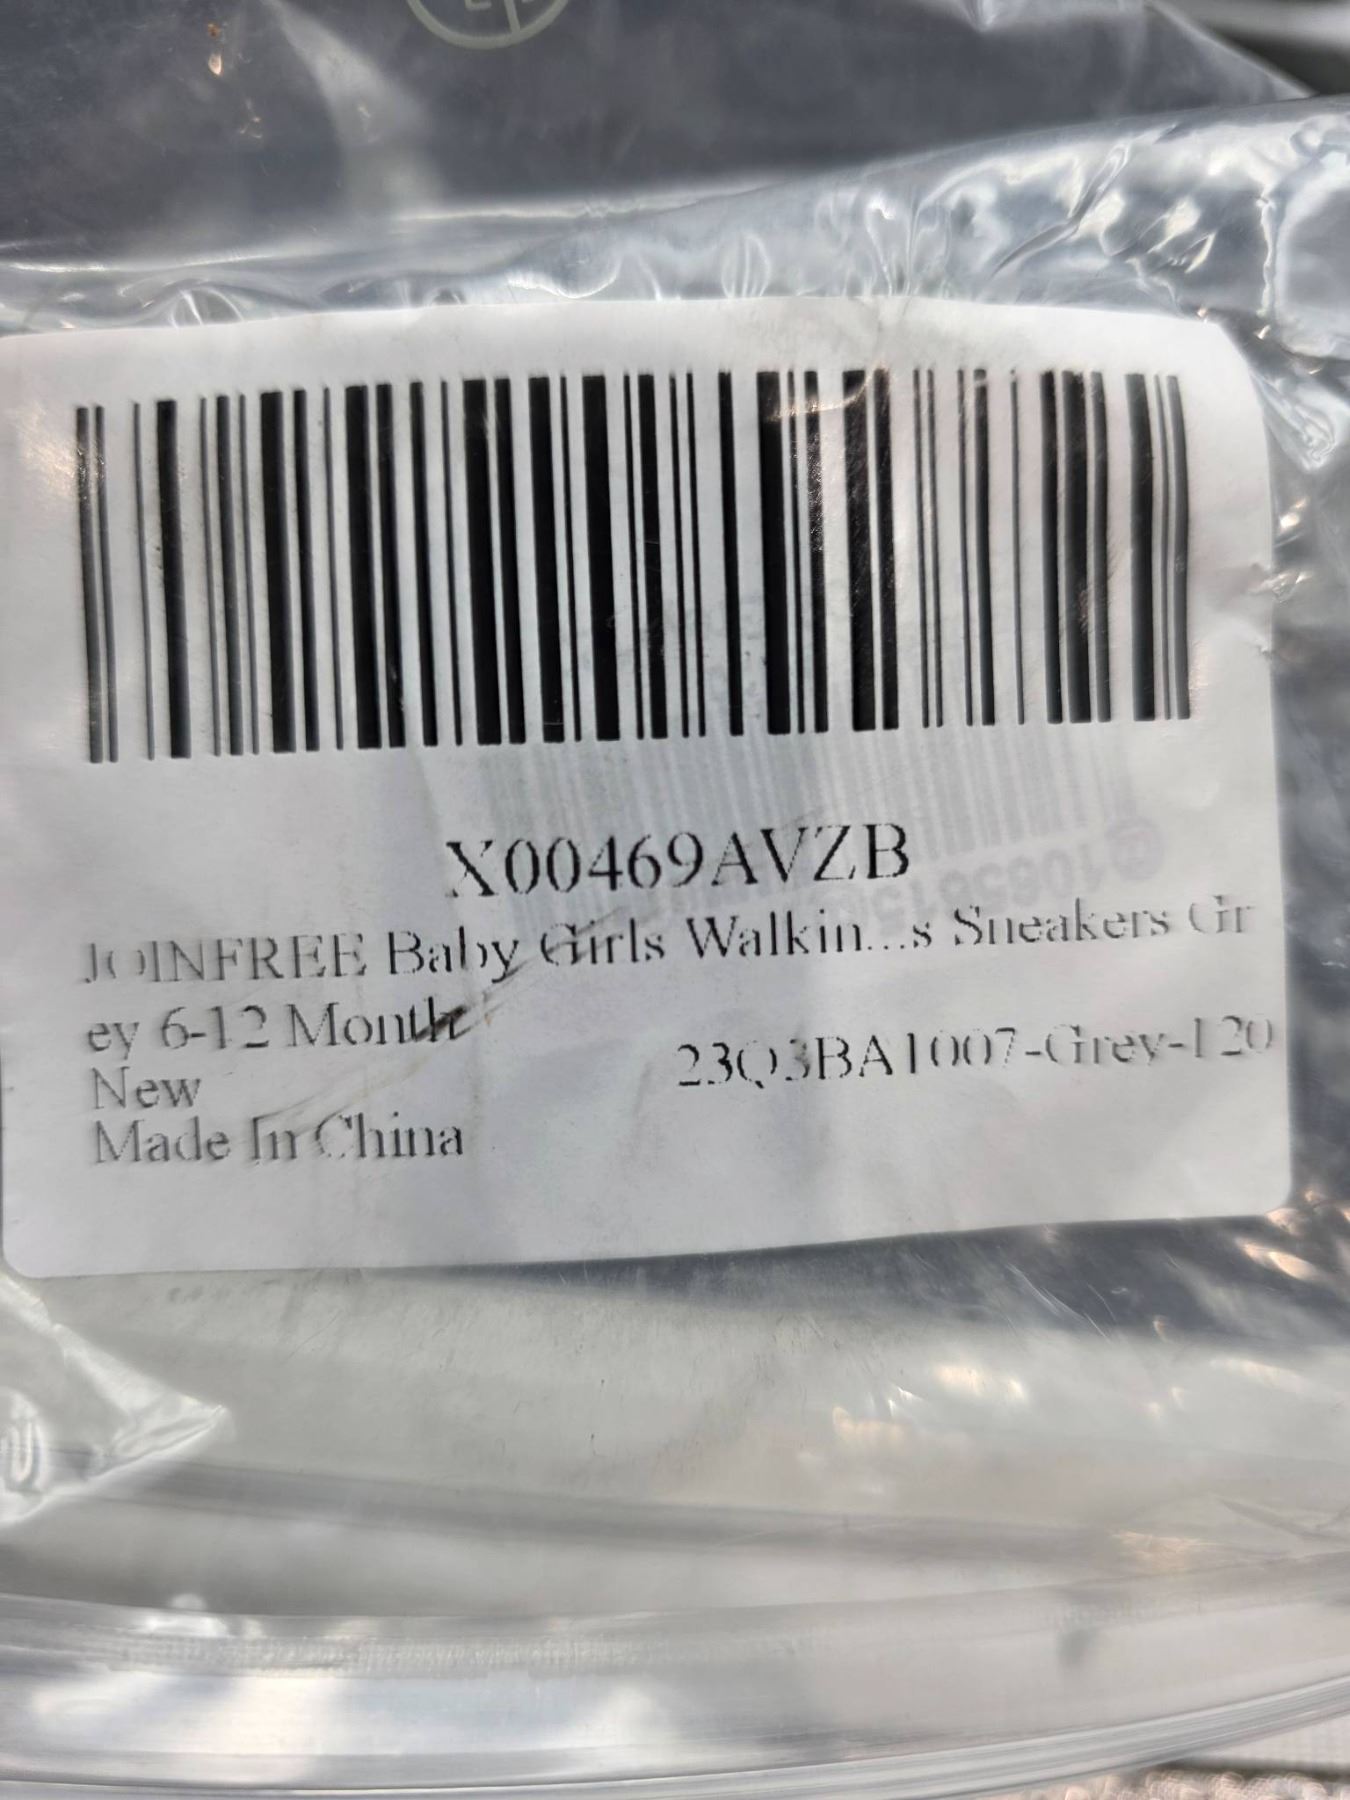 X00469AVZB
JOINFREE Baby Girls Walkin...s Sneakers Gr
ey 6-12 Month
New
23Q3BA1007-Grey-120
Made In China